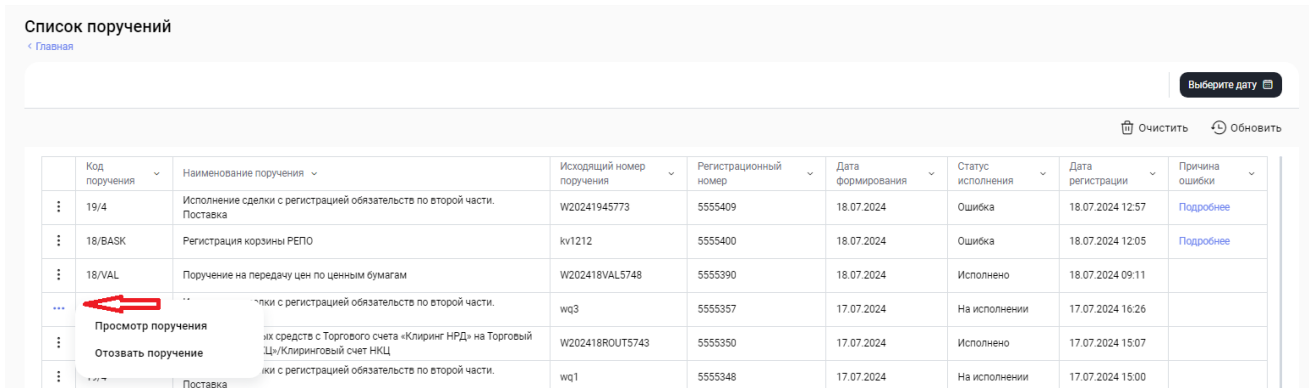 Список поручений
< Главная
Выберите дату
Очистить Обновить
Код поручения Наименование поручения Исходящий номер поручения Регистрационный номер Дата формирования Статус исполнения Дата регистрации Причина ошибки
19/4 Исполнение сделки с регистрацией обязательств по второй части. Поставка W20241945773 5555409 18.07.2024 Ошибка 18.07.2024 12:57 Подробнее
18/BASK Регистрация корзины РЕПО kv1212 5555400 18.07.2024 Ошибка 18.07.2024 12:05 Подробнее
18/VAL Поручение на передачу цен по ценным бумагам W202418VAL5748 5555390 18.07.2024 Исполнено 18.07.2024 09:11
с регистрацией обязательств по второй части. wq3 5555357 17.07.2024 На исполнении 17.07.2024 16:26
Просмотр поручения
Отозвать поручение
средств с Торгового счета «Клиринг НРД» на Торговый
/Клиринговый счет НКЦ W202418ROUT5743 5555350 17.07.2024 Исполнено 17.07.2024 15:07
с регистрацией обязательств по второй части.
Поставка wq1 5555348 17.07.2024 На исполнении 17.07.2024 15:00